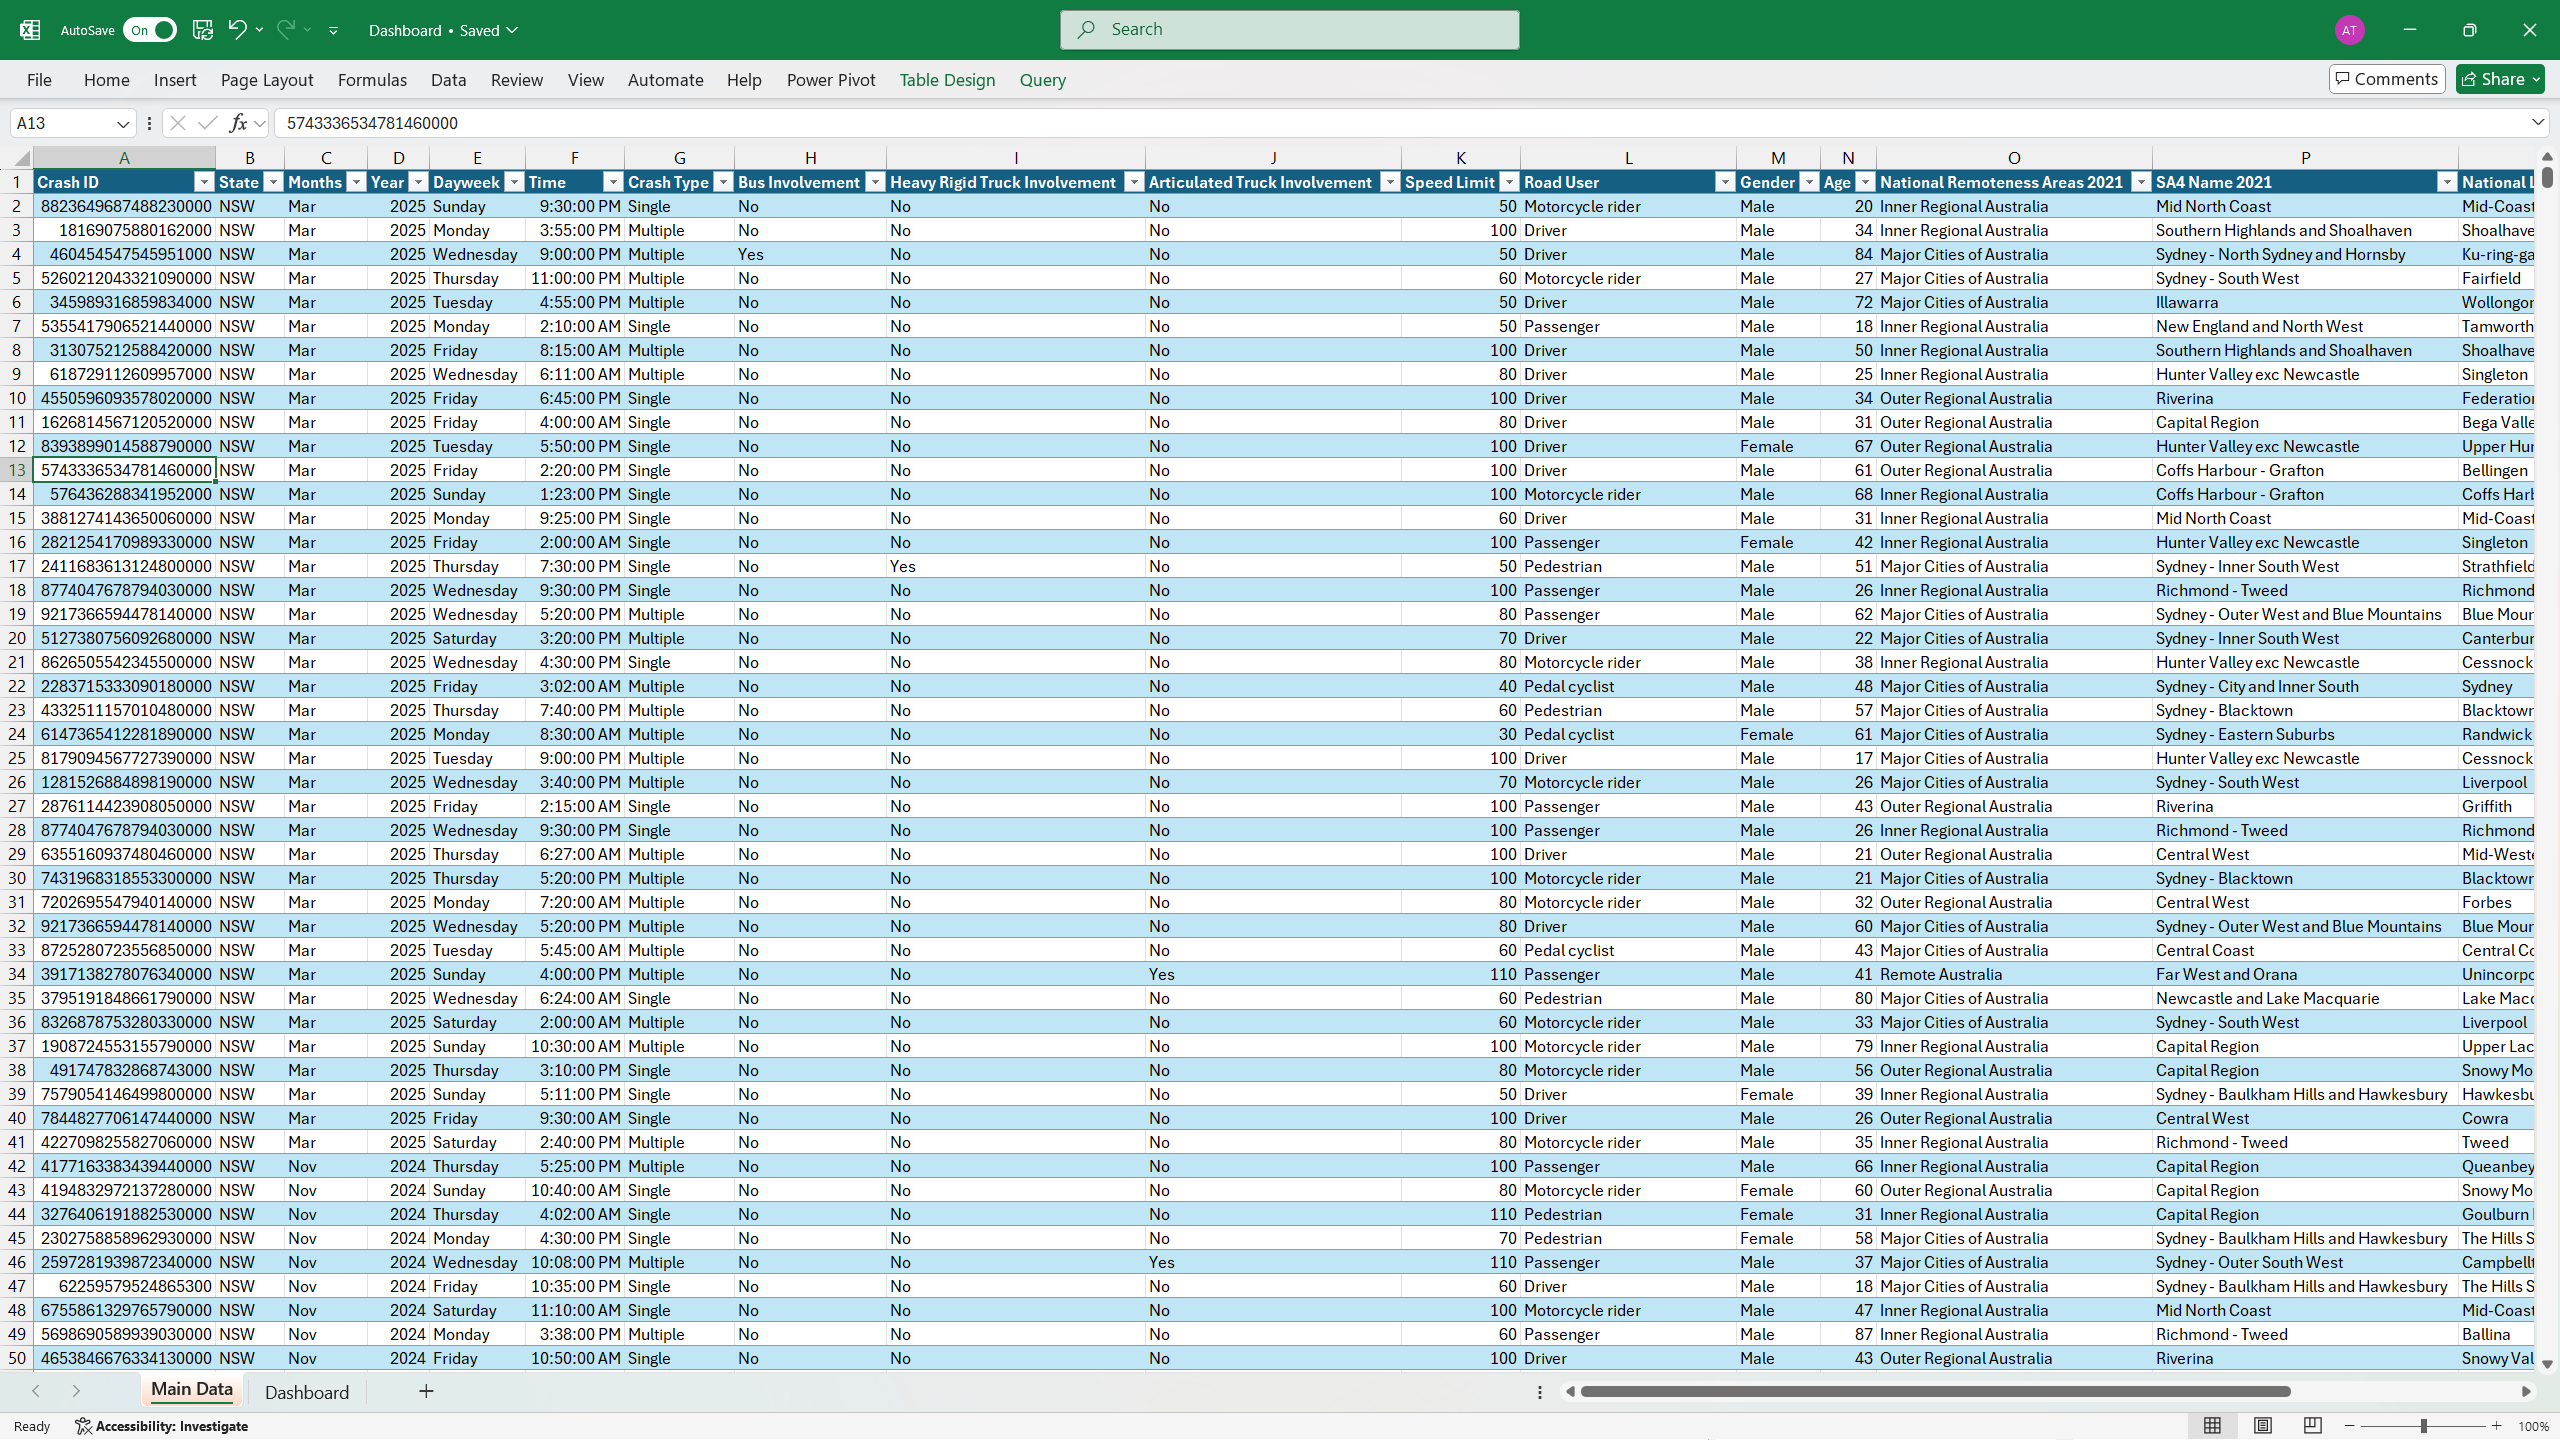 AutoSave On Dashboard • Saved Search AT
File Home Insert Page Layout Formulas Data Review View Automate Help Power Pivot Table Design Query Comments Share
A13 fx 5743336534781460000
A B C D E F G H I J K L M N O P
1 Crash ID State Months Year Dayweek Time Crash Type Bus Involvement Heavy Rigid Truck Involvement Articulated Truck Involvement Speed Limit Road User Gender Age National Remoteness Areas 2021 SA4 Name 2021 National L
2 8823649687488230000 NSW Mar 2025 Sunday 9:30:00 PM Single No No No 50 Motorcycle rider Male 20 Inner Regional Australia Mid North Coast Mid-Coast
3 18169075880162000 NSW Mar 2025 Monday 3:55:00 PM Multiple No No No 100 Driver Male 34 Inner Regional Australia Southern Highlands and Shoalhaven Shoalhave
4 460454547545951000 NSW Mar 2025 Wednesday 9:00:00 PM Multiple Yes No No 50 Driver Male 84 Major Cities of Australia Sydney - North Sydney and Hornsby Ku-ring-ga
5 5260212043321090000 NSW Mar 2025 Thursday 11:00:00 PM Multiple No No No 60 Motorcycle rider Male 27 Major Cities of Australia Sydney - South West Fairfield
6 345989316859834000 NSW Mar 2025 Tuesday 4:55:00 PM Multiple No No No 50 Driver Male 72 Major Cities of Australia Illawarra Wollongon
7 5355417906521440000 NSW Mar 2025 Monday 2:10:00 AM Single No No No 50 Passenger Male 18 Inner Regional Australia New England and North West Tamworth
8 313075212588420000 NSW Mar 2025 Friday 8:15:00 AM Multiple No No No 100 Driver Male 50 Inner Regional Australia Southern Highlands and Shoalhaven Shoalhave
9 618729112609957000 NSW Mar 2025 Wednesday 6:11:00 AM Multiple No No No 80 Driver Male 25 Inner Regional Australia Hunter Valley exc Newcastle Singleton
10 4550596093578020000 NSW Mar 2025 Friday 6:45:00 PM Single No No No 100 Driver Male 34 Outer Regional Australia Riverina Federation
11 1626814567120520000 NSW Mar 2025 Friday 4:00:00 AM Single No No No 80 Driver Male 31 Outer Regional Australia Capital Region Bega Valle
12 8393899014588790000 NSW Mar 2025 Tuesday 5:50:00 PM Single No No No 100 Driver Female 67 Outer Regional Australia Hunter Valley exc Newcastle Upper Hun
13 5743336534781460000 NSW Mar 2025 Friday 2:20:00 PM Single No No No 100 Driver Male 61 Outer Regional Australia Coffs Harbour - Grafton Bellingen
14 576436288341952000 NSW Mar 2025 Sunday 1:23:00 PM Single No No No 100 Motorcycle rider Male 68 Inner Regional Australia Coffs Harbour - Grafton Coffs Harb
15 3881274143650060000 NSW Mar 2025 Monday 9:25:00 PM Single No No No 60 Driver Male 31 Inner Regional Australia Mid North Coast Mid-Coast
16 2821254170989330000 NSW Mar 2025 Friday 2:00:00 AM Single No No No 100 Passenger Female 42 Inner Regional Australia Hunter Valley exc Newcastle Singleton
17 2411683613124800000 NSW Mar 2025 Thursday 7:30:00 PM Single No Yes No 50 Pedestrian Male 51 Major Cities of Australia Sydney - Inner South West Strathfield
18 8774047678794030000 NSW Mar 2025 Wednesday 9:30:00 PM Single No No No 100 Passenger Male 26 Inner Regional Australia Richmond - Tweed Richmond
19 9217366594478140000 NSW Mar 2025 Wednesday 5:20:00 PM Multiple No No No 80 Passenger Male 62 Major Cities of Australia Sydney - Outer West and Blue Mountains Blue Moun
20 5127380756092680000 NSW Mar 2025 Saturday 3:20:00 PM Multiple No No No 70 Driver Male 22 Major Cities of Australia Sydney - Inner South West Canterbur
21 8626505542345500000 NSW Mar 2025 Wednesday 4:30:00 PM Single No No No 80 Motorcycle rider Male 38 Inner Regional Australia Hunter Valley exc Newcastle Cessnock
22 2283715333090180000 NSW Mar 2025 Friday 3:02:00 AM Multiple No No No 40 Pedal cyclist Male 48 Major Cities of Australia Sydney - City and Inner South Sydney
23 4332511157010480000 NSW Mar 2025 Thursday 7:40:00 PM Multiple No No No 60 Pedestrian Male 57 Major Cities of Australia Sydney - Blacktown Blacktown
24 6147365412281890000 NSW Mar 2025 Monday 8:30:00 AM Multiple No No No 30 Pedal cyclist Female 61 Major Cities of Australia Sydney - Eastern Suburbs Randwick
25 8179094567727390000 NSW Mar 2025 Tuesday 9:00:00 PM Multiple No No No 100 Driver Male 17 Major Cities of Australia Hunter Valley exc Newcastle Cessnock
26 1281526884898190000 NSW Mar 2025 Wednesday 3:40:00 PM Multiple No No No 70 Motorcycle rider Male 26 Major Cities of Australia Sydney - South West Liverpool
27 2876114423908050000 NSW Mar 2025 Friday 2:15:00 AM Single No No No 100 Passenger Male 43 Outer Regional Australia Riverina Griffith
28 8774047678794030000 NSW Mar 2025 Wednesday 9:30:00 PM Single No No No 100 Passenger Male 26 Inner Regional Australia Richmond - Tweed Richmond
29 6355160937480460000 NSW Mar 2025 Thursday 6:27:00 AM Multiple No No No 100 Driver Male 21 Outer Regional Australia Central West Mid-Weste
30 7431968318553300000 NSW Mar 2025 Thursday 5:20:00 PM Multiple No No No 100 Motorcycle rider Male 21 Major Cities of Australia Sydney - Blacktown Blacktown
31 7202695547940140000 NSW Mar 2025 Monday 7:20:00 AM Multiple No No No 80 Motorcycle rider Male 32 Outer Regional Australia Central West Forbes
32 9217366594478140000 NSW Mar 2025 Wednesday 5:20:00 PM Multiple No No No 80 Driver Male 60 Major Cities of Australia Sydney - Outer West and Blue Mountains Blue Moun
33 8725280723556850000 NSW Mar 2025 Tuesday 5:45:00 AM Multiple No No No 60 Pedal cyclist Male 43 Major Cities of Australia Central Coast Central Co
34 3917138278076340000 NSW Mar 2025 Sunday 4:00:00 PM Multiple No No Yes 110 Passenger Male 41 Remote Australia Far West and Orana Unincorpo
35 3795191848661790000 NSW Mar 2025 Wednesday 6:24:00 AM Single No No No 60 Pedestrian Male 80 Major Cities of Australia Newcastle and Lake Macquarie Lake Macq
36 8326878753280330000 NSW Mar 2025 Saturday 2:00:00 AM Multiple No No No 60 Motorcycle rider Male 33 Major Cities of Australia Sydney - South West Liverpool
37 1908724553155790000 NSW Mar 2025 Sunday 10:30:00 AM Multiple No No No 100 Motorcycle rider Male 79 Inner Regional Australia Capital Region Upper Lac
38 491747832868743000 NSW Mar 2025 Thursday 3:10:00 PM Single No No No 80 Motorcycle rider Male 56 Outer Regional Australia Capital Region Snowy Mo
39 7579054146499800000 NSW Mar 2025 Sunday 5:11:00 PM Single No No No 50 Driver Female 39 Inner Regional Australia Sydney - Baulkham Hills and Hawkesbury Hawkesbu
40 7844827706147440000 NSW Mar 2025 Friday 9:30:00 AM Single No No No 100 Driver Male 26 Outer Regional Australia Central West Cowra
41 4227098255827060000 NSW Mar 2025 Saturday 2:40:00 PM Multiple No No No 80 Motorcycle rider Male 35 Inner Regional Australia Richmond - Tweed Tweed
42 4177163383439440000 NSW Nov 2024 Thursday 5:25:00 PM Multiple No No No 100 Passenger Male 66 Inner Regional Australia Capital Region Queanbey
43 4194832972137280000 NSW Nov 2024 Sunday 10:40:00 AM Single No No No 80 Motorcycle rider Female 60 Outer Regional Australia Capital Region Snowy Mo
44 3276406191882530000 NSW Nov 2024 Thursday 4:02:00 AM Single No No No 110 Pedestrian Female 31 Inner Regional Australia Capital Region Goulburn
45 2302758858962930000 NSW Nov 2024 Monday 4:30:00 PM Single No No No 70 Pedestrian Female 58 Major Cities of Australia Sydney - Baulkham Hills and Hawkesbury The Hills S
46 2597281939872340000 NSW Nov 2024 Wednesday 10:08:00 PM Multiple No No Yes 110 Passenger Male 37 Major Cities of Australia Sydney - Outer South West Campbellt
47 62259579524865300 NSW Nov 2024 Friday 10:35:00 PM Single No No No 60 Driver Male 18 Major Cities of Australia Sydney - Baulkham Hills and Hawkesbury The Hills S
48 6755861329765790000 NSW Nov 2024 Saturday 11:10:00 AM Single No No No 100 Motorcycle rider Male 47 Inner Regional Australia Mid North Coast Mid-Coast
49 5698690589939030000 NSW Nov 2024 Monday 3:38:00 PM Multiple No No No 60 Passenger Male 87 Inner Regional Australia Richmond - Tweed Ballina
50 4653846676334130000 NSW Nov 2024 Friday 10:50:00 AM Single No No No 100 Driver Male 43 Outer Regional Australia Riverina Snowy Val
Main Data Dashboard
Ready Accessibility: Investigate 100%